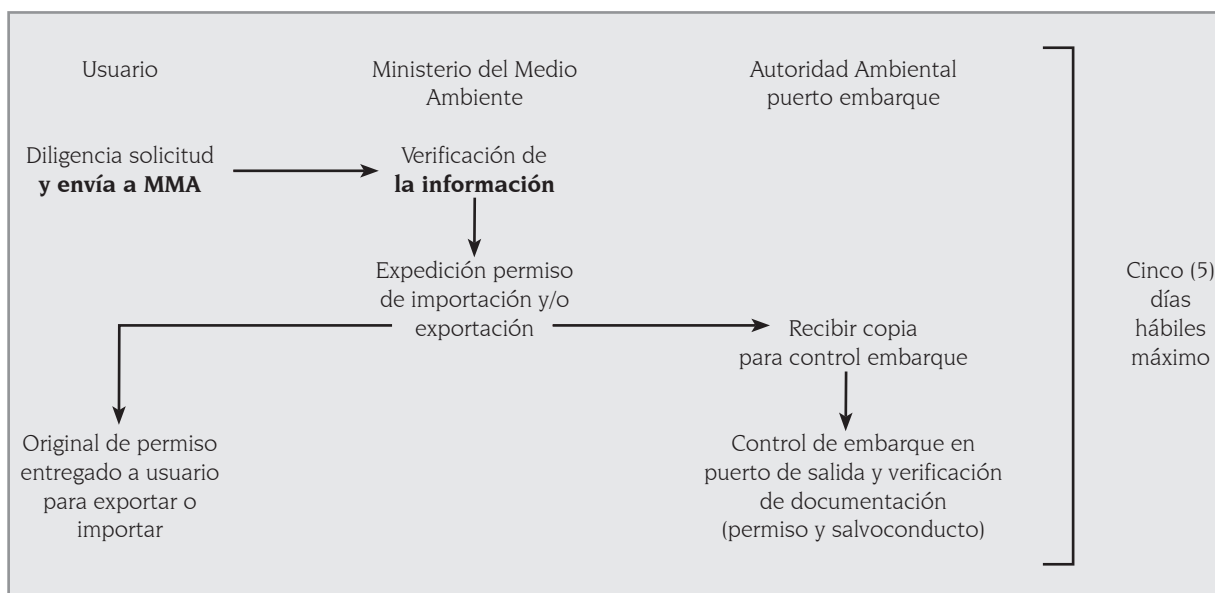 Usuario
Ministerio del Medio
Ambiente
Autoridad Ambiental
puerto embarque
Diligencia solicitud
y envía a MMA
Verificación de
la información
Expedición permiso
de importación y/o
exportación
Recibir copia
para control embarque
Cinco (5)
días
hábiles
máximo
Original de permiso
entregado a usuario
para exportar o
importar
Control de embarque en
puerto de salida y verificación
de documentación
(permiso y salvoconducto)